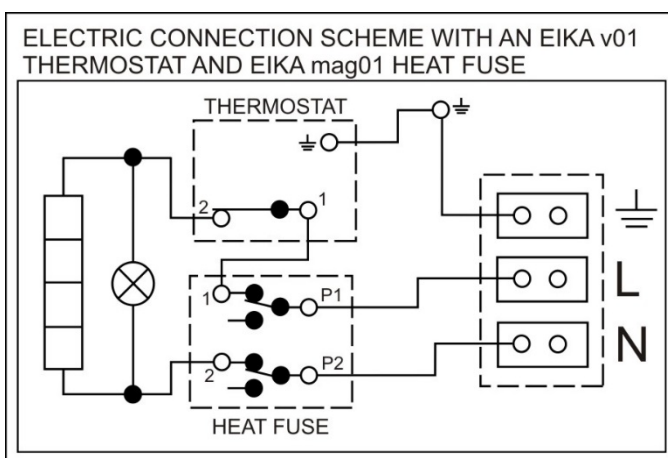 ELECTRIC CONNECTION SCHEME WITH AN EIKA v01
THERMOSTAT AND EIKA mag01 HEAT FUSE
THERMOSTAT
2
1
1
P1
L
2
P2
N
HEAT FUSE